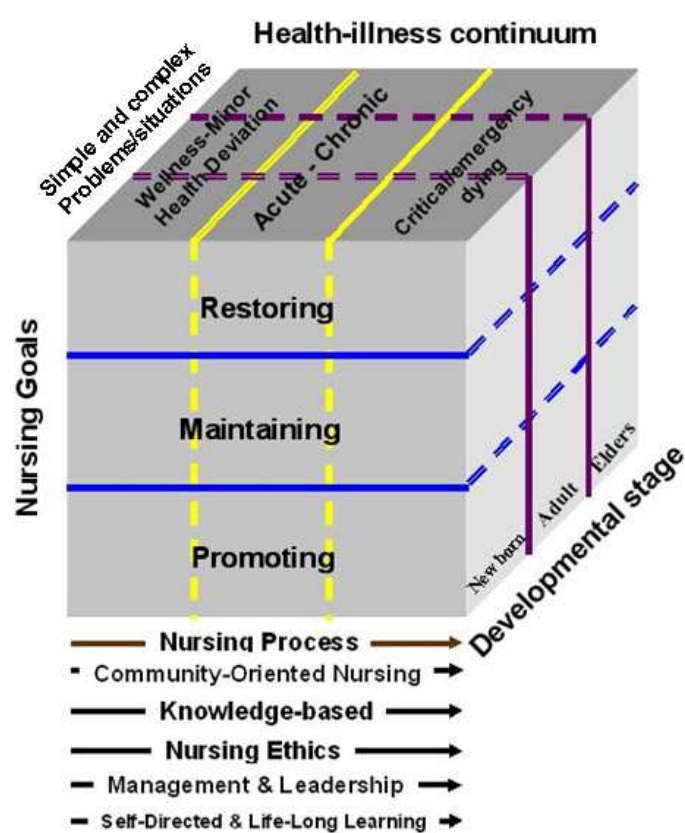 Health-illness continuum
Simple and complex
Problems/situations
Wellness-Minor
Health Deviation
Acute - Chronic
Critical/emergency
dying
Nursing Goals
Restoring
Maintaining
Promoting
New born
Adult
Elders
Developmental stage
Nursing Process
Community-Oriented Nursing
Knowledge-based
Nursing Ethics
Management & Leadership
Self-Directed & Life-Long Learning